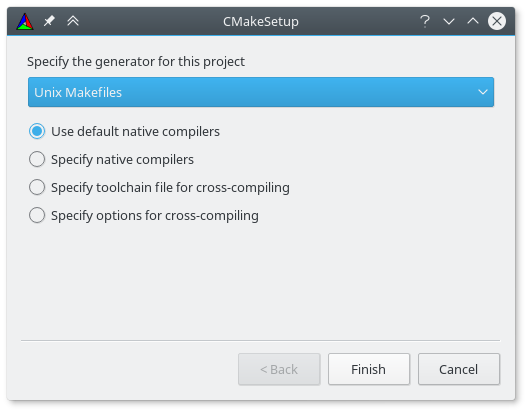 CMakeSetup
Specify the generator for this project
Unix Makefiles
Use default native compilers
Specify native compilers
Specify toolchain file for cross-compiling
Specify options for cross-compiling
< Back
Finish
Cancel